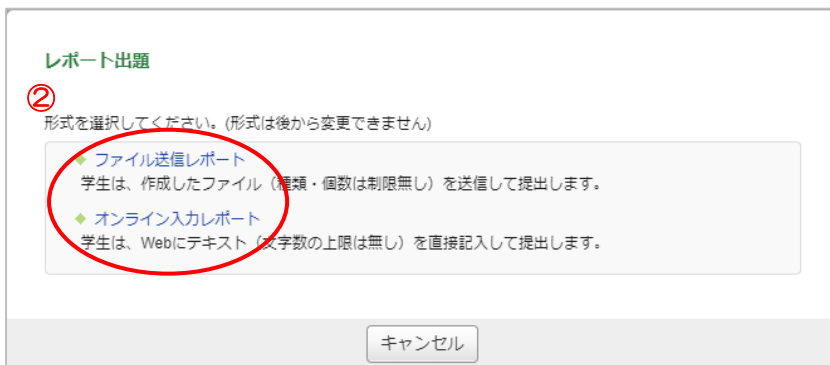 レポート出題
②
形式を選択してください。(形式は後から変更できません)
ファイル送信レポート
学生は、作成したファイル（種類・個数は制限無し）を送信して提出します。
オンライン入力レポート
学生は、Webにテキスト（文字数の上限は無し）を直接記入して提出します。
キャンセル